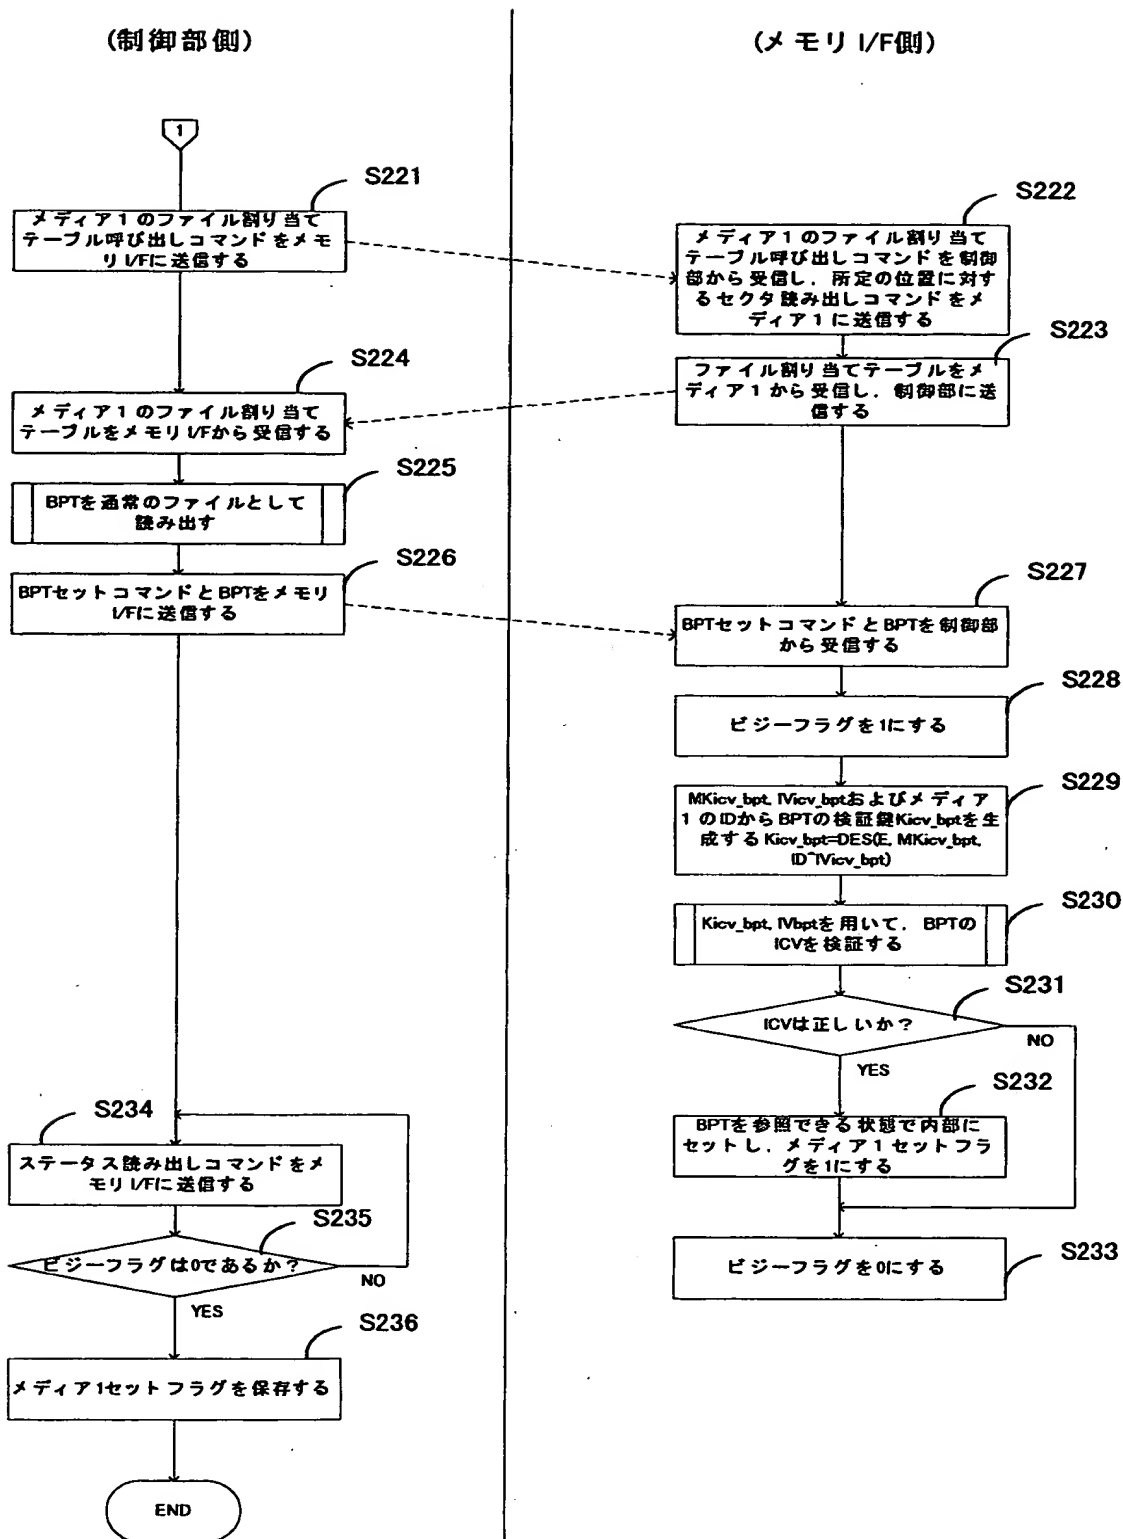 (制御部側)
(メモリ I/F側)
1
S221
メディア1のファイル割り当て
テーブル呼び出しコマンドをメモ
リI/Fに送信する
S222
メディア1のファイル割り当て
テーブル呼び出しコマンドを制御
部から受信し、所定の位置に対す
るセクタ読み出しコマンドをメ
ディア1に送信する
S223
ファイル割り当てテーブルをメ
ディア1から受信し、制御部に送
信する
S224
メディア1のファイル割り当て
テーブルをメモリI/Fから受信する
S225
BPTを通常のファイルとして
読み出す
S226
BPTセットコマンドとBPTをメモリ
I/Fに送信する
S227
BPTセットコマンドとBPTを制御部
から受信する
S228
ビジーフラグを1にする
S229
MKicv_bpt, IVicv_bptおよびメディア
1のIDからBPTの検証鍵Kicv_bptを生
成する Kicv_bpt=DES(E, MKicv_bpt,
ID^IVicv_bpt)
S230
Kicv_bpt, IVbptを用いて、BPTの
ICVを検証する
S231
ICVは正しいか?
NO
YES
S232
BPTを参照できる状態で内部に
セットし、メディア1セットフラ
グを1にする
S233
ビジーフラグを0にする
S234
ステータス読み出しコマンドをメ
モリI/Fに送信する
S235
ビジーフラグは0であるか?
NO
YES
S236
メディア1セットフラグを保存する
END